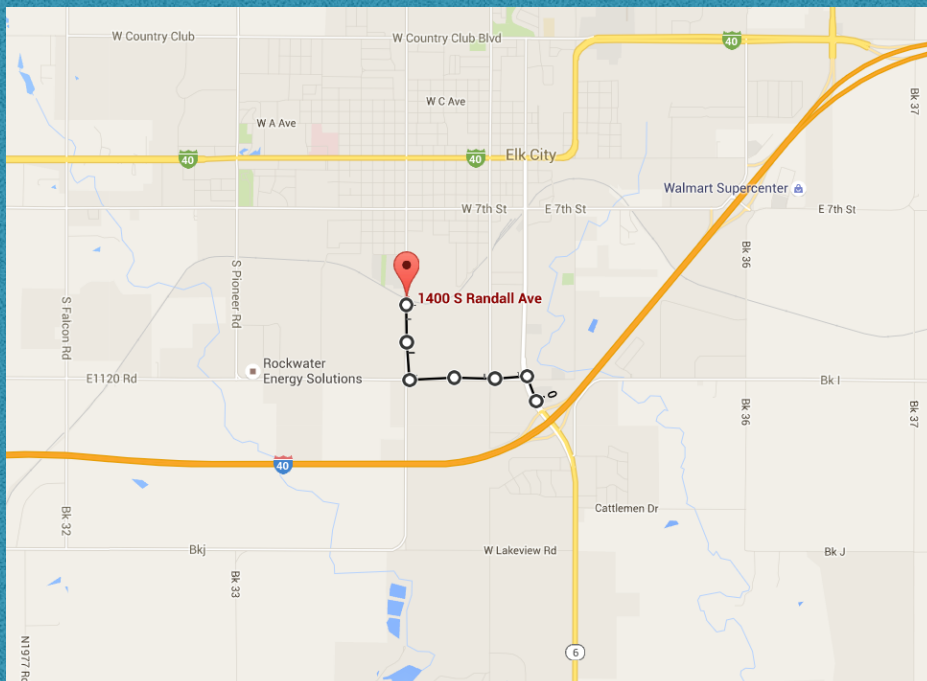 W Country Club
W Country Club Blvd
40
Bk 37
W C Ave
W A Ave
40
40
Elk City
Walmart Supercenter
W 7th St
E 7th St
E 7th St
Bk 36
S Pioneer Rd
S Falcon Rd
1400 S Randall Ave
Rockwater
Energy Solutions
E1120 Rd
Bk I
0
Bk 36
Bk 37
40
Cattlemen Dr
Bk 32
Bkj
W Lakeview Rd
Bk J
Bk 33
N1977 Rd
6